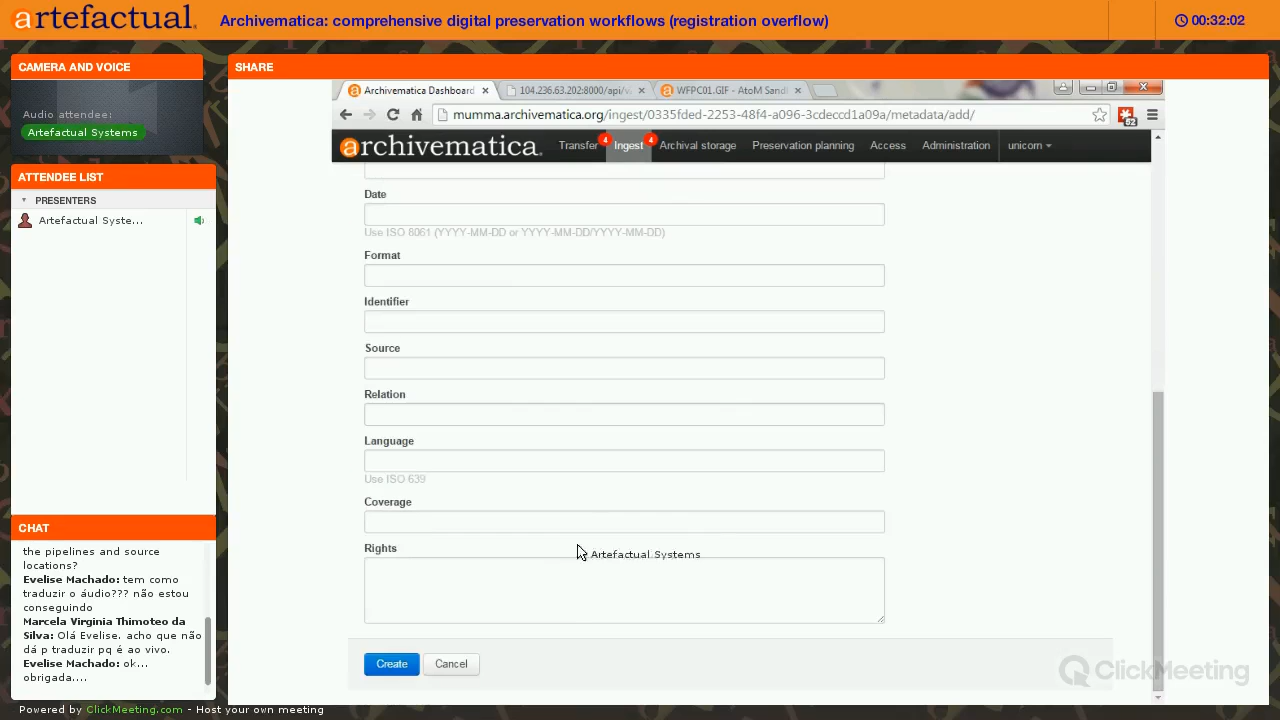 artefactual.
Archivematica: comprehensive digital preservation workflows (registration overflow)
00:32:02
CAMERA AND VOICE
SHARE
Audio attendee:
Artefactual Systems
ATTENDEE LIST
PRESENTERS
Artefactual Syste...
CHAT
the pipelines and source
locations?
Evelise Machado: tem como
traduzir o áudio??? não estou
conseguindo
Marcela Virginia Thimoteo da
Silva: Olá Evelise. acho que não
dá p traduzir pq é ao vivo.
Evelise Machado: ok...
obrigada....
Archivematica Dashboard
104.236.63.202:8000/api/v
WFPC01.GIF - AtoM Sand
mumma.archivematica.org/ingest/0335fded-2253-48f4-a096-3cdeccd1a09a/metadata/add/
62
archivematica.
Transfer 4
Ingest 4
Archival storage
Preservation planning
Access
Administration
unicorn
Date
Use ISO 8061 (YYYY-MM-DD or YYYY-MM-DD/YYYY-MM-DD)
Format
Identifier
Source
Relation
Language
Use ISO 639
Coverage
Rights
Artefactual Systems
Create
Cancel
ClickMeeting
Powered by ClickMeeting.com - Host your own meeting